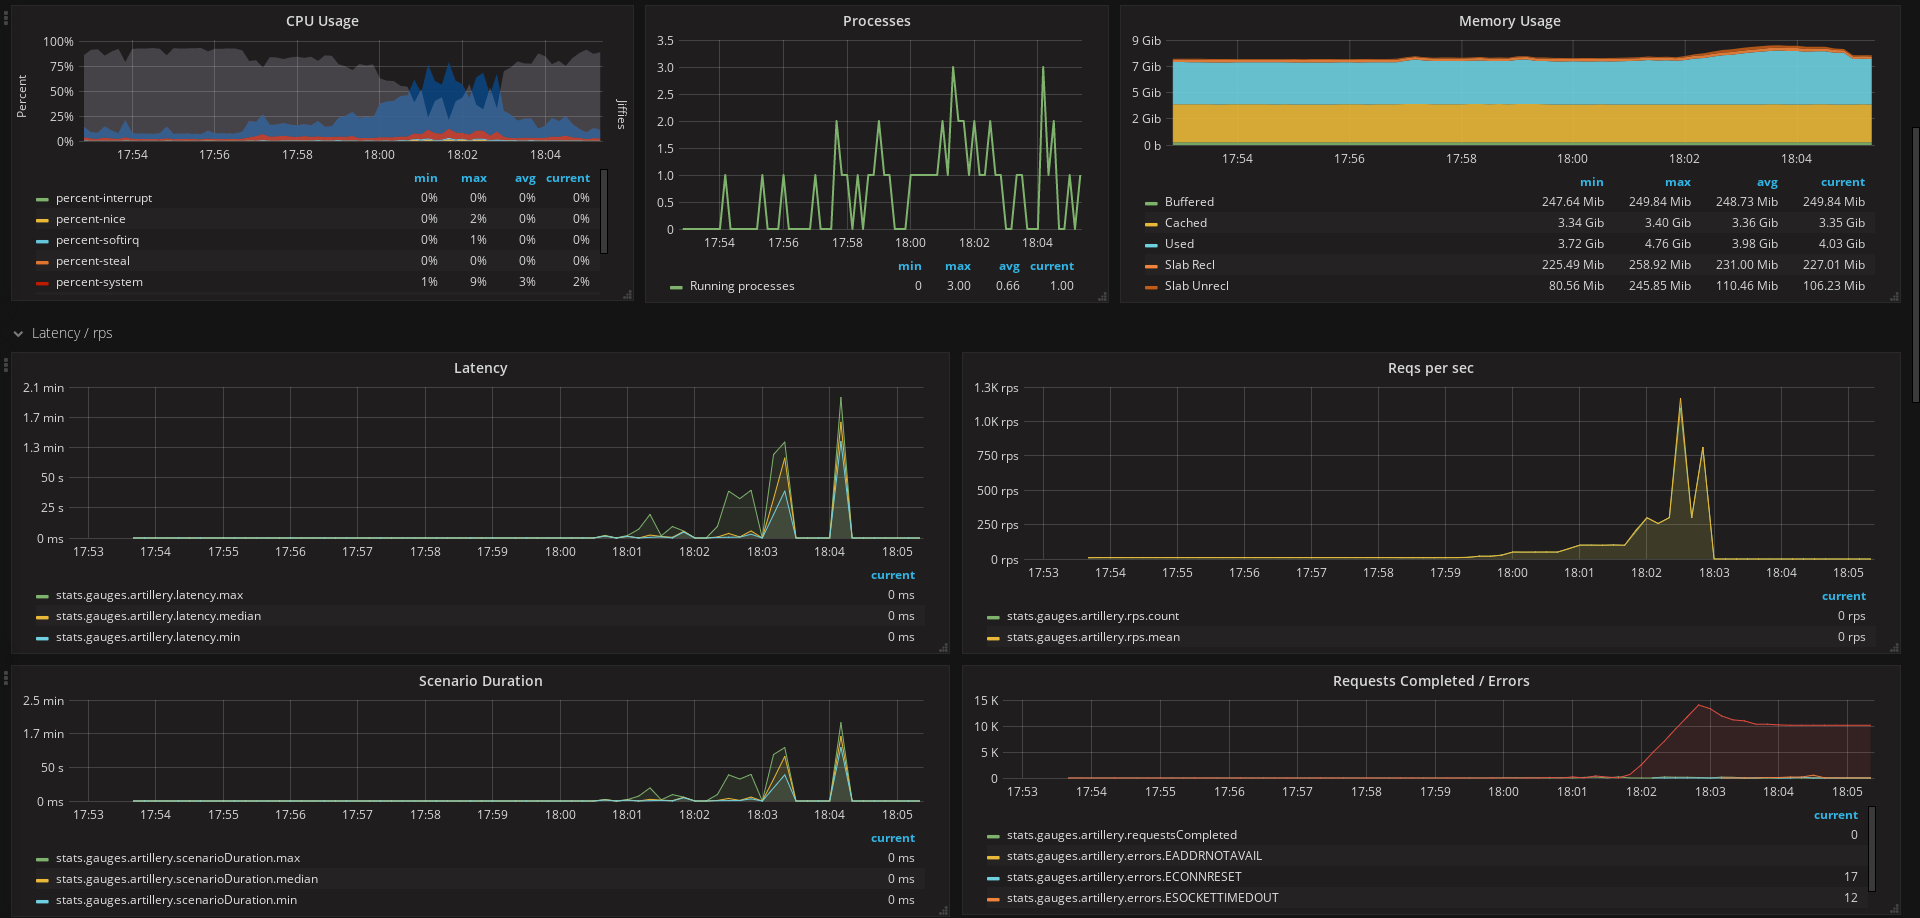 CPU Usage
100%
75%
50%
25%
0%
Percent
Jiffies
17:54 17:56 17:58 18:00 18:02 18:04
min max avg current
percent-interrupt 0% 0% 0% 0%
percent-nice 0% 2% 0% 0%
percent-softirq 0% 1% 0% 0%
percent-steal 0% 0% 0% 0%
percent-system 1% 9% 3% 2%
Processes
3.5
3.0
2.5
2.0
1.5
1.0
0.5
0
17:54 17:56 17:58 18:00 18:02 18:04
min max avg current
Running processes 0 3.00 0.66 1.00
Memory Usage
9 Gib
7 Gib
5 Gib
2 Gib
0 b
17:54 17:56 17:58 18:00 18:02 18:04
min max avg current
Buffered 247.64 Mib 249.84 Mib 248.73 Mib 249.84 Mib
Cached 3.34 Gib 3.40 Gib 3.36 Gib 3.35 Gib
Used 3.72 Gib 4.76 Gib 3.98 Gib 4.03 Gib
Slab Recl 225.49 Mib 258.92 Mib 231.00 Mib 227.01 Mib
Slab Unrecl 80.56 Mib 245.85 Mib 110.46 Mib 106.23 Mib
Latency / rps
Latency
2.1 min
1.7 min
1.3 min
50 s
25 s
0 ms
17:53 17:54 17:55 17:56 17:57 17:58 17:59 18:00 18:01 18:02 18:03 18:04 18:05
current
stats.gauges.artillery.latency.max 0 ms
stats.gauges.artillery.latency.median 0 ms
stats.gauges.artillery.latency.min 0 ms
Reqs per sec
1.3K rps
1.0K rps
750 rps
500 rps
250 rps
0 rps
17:53 17:54 17:55 17:56 17:57 17:58 17:59 18:00 18:01 18:02 18:03 18:04 18:05
current
stats.gauges.artillery.rps.count 0 rps
stats.gauges.artillery.rps.mean 0 rps
Scenario Duration
2.5 min
1.7 min
50 s
0 ms
17:53 17:54 17:55 17:56 17:57 17:58 17:59 18:00 18:01 18:02 18:03 18:04 18:05
current
stats.gauges.artillery.scenarioDuration.max 0 ms
stats.gauges.artillery.scenarioDuration.median 0 ms
stats.gauges.artillery.scenarioDuration.min 0 ms
Requests Completed / Errors
15 K
10 K
5 K
0
17:53 17:54 17:55 17:56 17:57 17:58 17:59 18:00 18:01 18:02 18:03 18:04 18:05
current
stats.gauges.artillery.requestsCompleted 0
stats.gauges.artillery.errors.EADDRNOTAVAIL
stats.gauges.artillery.errors.ECONNRESET 17
stats.gauges.artillery.errors.ESOCKETTIMEDOUT 12